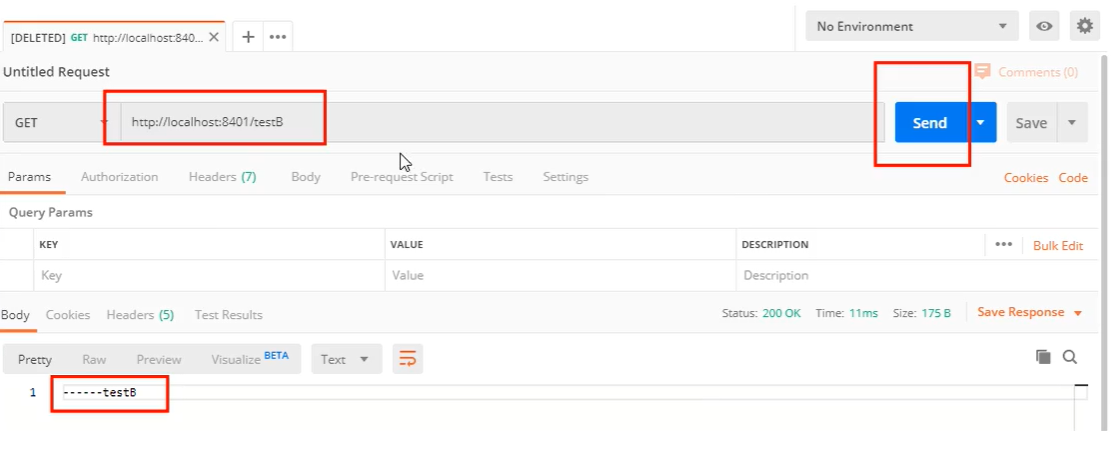 [DELETED] GET http://localhost:840... No Environment
Untitled Request Comments (0)
GET http://localhost:8401/testB Send Save
Params Authorization Headers (7) Body Pre-request Script Tests Settings Cookies Code
Query Params
KEY VALUE DESCRIPTION Bulk Edit
Key Value Description
Body Cookies Headers (5) Test Results Status: 200 OK Time: 11ms Size: 175 B Save Response
Pretty Raw Preview Visualize BETA Text
1 ------testB